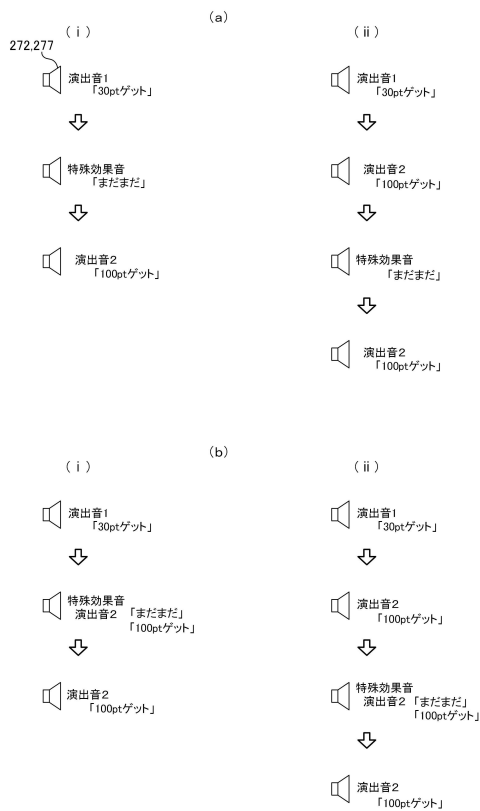 (a)
(ⅰ)
272,277
演出音1
「30ptゲット」
特殊効果音
「まだまだ」
演出音2
「100ptゲット」
(ⅱ)
演出音1
「30ptゲット」
演出音2
「100ptゲット」
特殊効果音
「まだまだ」
演出音2
「100ptゲット」
(b)
(ⅰ)
演出音1
「30ptゲット」
特殊効果音
演出音2 「まだまだ」
「100ptゲット」
演出音2
「100ptゲット」
(ⅱ)
演出音1
「30ptゲット」
演出音2
「100ptゲット」
特殊効果音
演出音2 「まだまだ」
「100ptゲット」
演出音2
「100ptゲット」